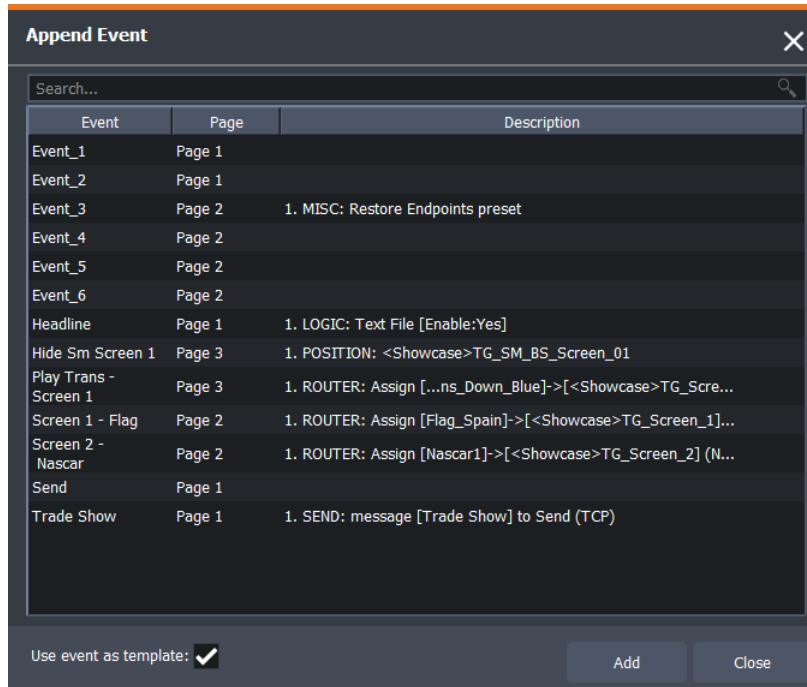 Append Event
Search...
Event Page Description
Event_1 Page 1
Event_2 Page 1
Event_3 Page 2 1. MISC: Restore Endpoints preset
Event_4 Page 2
Event_5 Page 2
Event_6 Page 2
Headline Page 1 1. LOGIC: Text File [Enable:Yes]
Hide Sm Screen 1 Page 3 1. POSITION: <Showcase>TG_SM_BS_Screen_01
Play Trans -
Screen 1 Page 3 1. ROUTER: Assign [...ns_Down_Blue]->[<Showcase>TG_Scre...
Screen 1 - Flag Page 2 1. ROUTER: Assign [Flag_Spain]->[<Showcase>TG_Screen_1]...
Screen 2 -
Nascar Page 2 1. ROUTER: Assign [Nascar1]->[<Showcase>TG_Screen_2] (N...
Send Page 1
Trade Show Page 1 1. SEND: message [Trade Show] to Send (TCP)
Use event as template:
Add Close